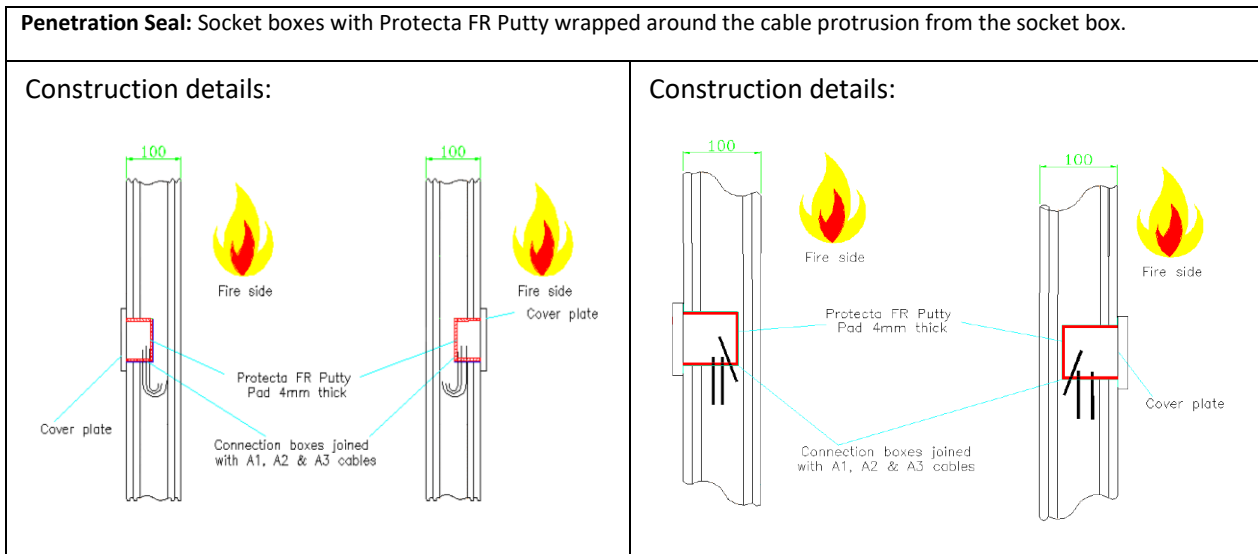 Penetration Seal: Socket boxes with Protecta FR Putty wrapped around the cable protrusion from the socket box.
Construction details:
100
100
Fire side
Fire side
Cover plate
Protecta FR Putty
Pad 4mm thick
Cover plate
Connection boxes joined
with A1, A2 & A3 cables
Construction details:
100
100
Fire side
Fire side
Protecta FR Putty
Pad 4mm thick
Cover plate
Connection boxes joined
with A1, A2 & A3 cables